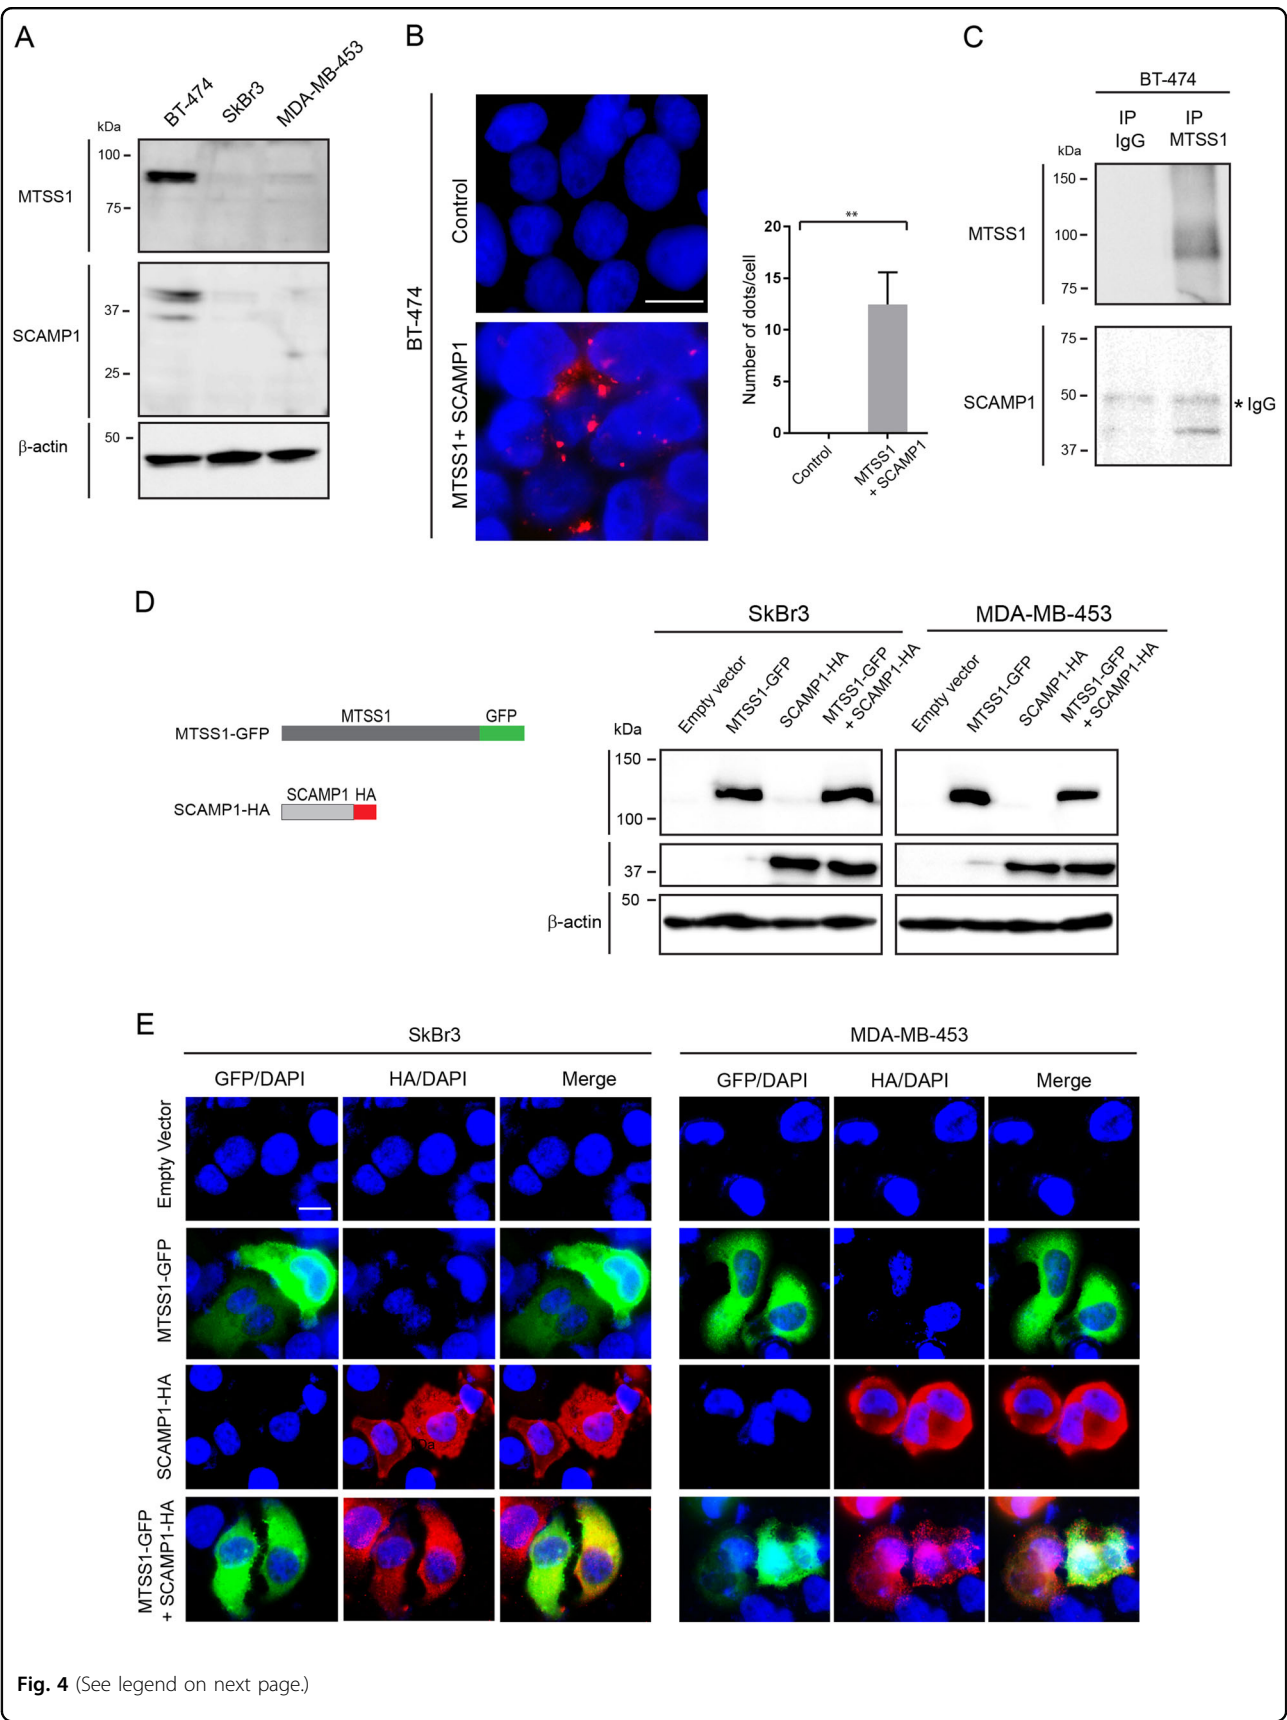 A
BT-474
SkBr3
MDA-MB-453
kDa
MTSS1
100
75
SCAMP1
37
25
β-actin
50
B
BT-474
Control
MTSS1+ SCAMP1
Number of dots/cell
20
15
10
5
0
**
Control
MTSS1
+ SCAMP1
C
BT-474
IP
IgG
IP
MTSS1
kDa
MTSS1
150
100
75
SCAMP1
75
50
37
* IgG
D
MTSS1-GFP
MTSS1
GFP
SCAMP1-HA
SCAMP1 HA
SkBr3
MDA-MB-453
Empty vector
MTSS1-GFP
SCAMP1-HA
MTSS1-GFP
+ SCAMP1-HA
Empty vector
MTSS1-GFP
SCAMP1-HA
MTSS1-GFP
+ SCAMP1-HA
kDa
150
100
37
50
β-actin
E
SkBr3
MDA-MB-453
GFP/DAPI
HA/DAPI
Merge
GFP/DAPI
HA/DAPI
Merge
Empty Vector
MTSS1-GFP
SCAMP1-HA
MTSS1-GFP
+ SCAMP1-HA
Fig. 4 (See legend on next page.)